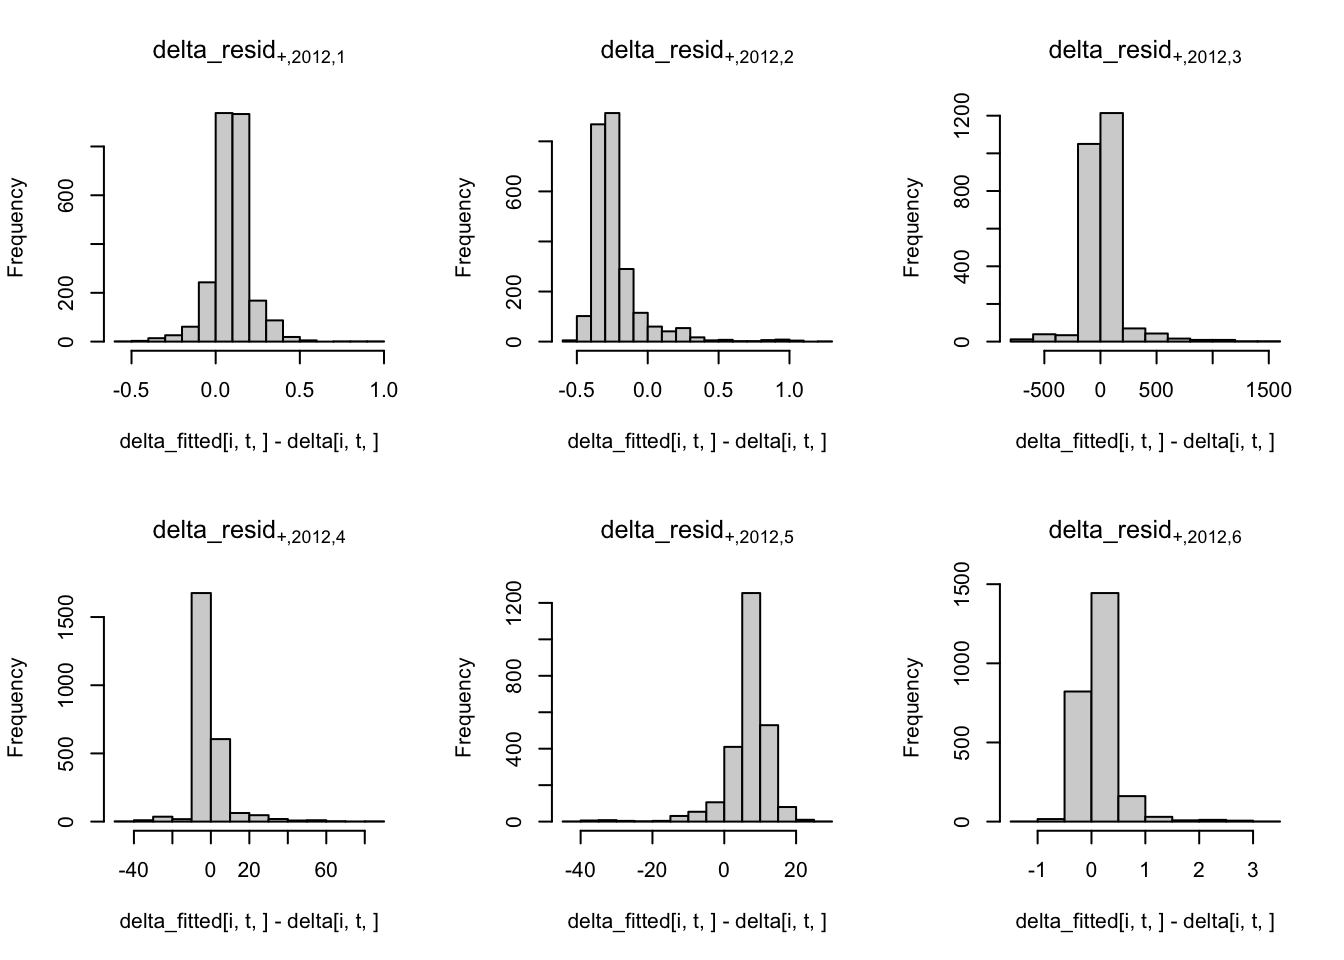 delta_resid+,2012,1
delta_resid+,2012,2
delta_resid+,2012,3
Frequency
0 200 600
-0.5 0.0 0.5 1.0
delta_fitted[i, t, ] - delta[i, t, ]
Frequency
0 200 600
-0.5 0.0 0.5 1.0
delta_fitted[i, t, ] - delta[i, t, ]
Frequency
0 400 800 1200
-500 0 500 1500
delta_fitted[i, t, ] - delta[i, t, ]
delta_resid+,2012,4
delta_resid+,2012,5
delta_resid+,2012,6
Frequency
0 500 1000 1500
-40 0 20 60
delta_fitted[i, t, ] - delta[i, t, ]
Frequency
0 400 800 1200
-40 -20 0 20
delta_fitted[i, t, ] - delta[i, t, ]
Frequency
0 500 1000 1500
-1 0 1 2 3
delta_fitted[i, t, ] - delta[i, t, ]